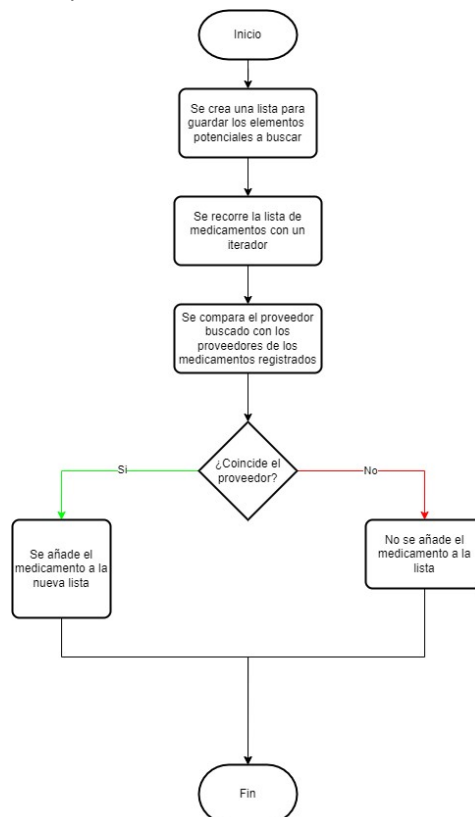 Inicio
Se crea una lista para
guardar los elementos
potenciales a buscar
Se recorre la lista de
medicamentos con un
iterador
Se compara el proveedor
buscado con los
proveedores de los
medicamentos registrados
¿Coincide el
proveedor?
Si
No
Se añade el
medicamento a la
nueva lista
No se añade el
medicamento a la
lista
Fin